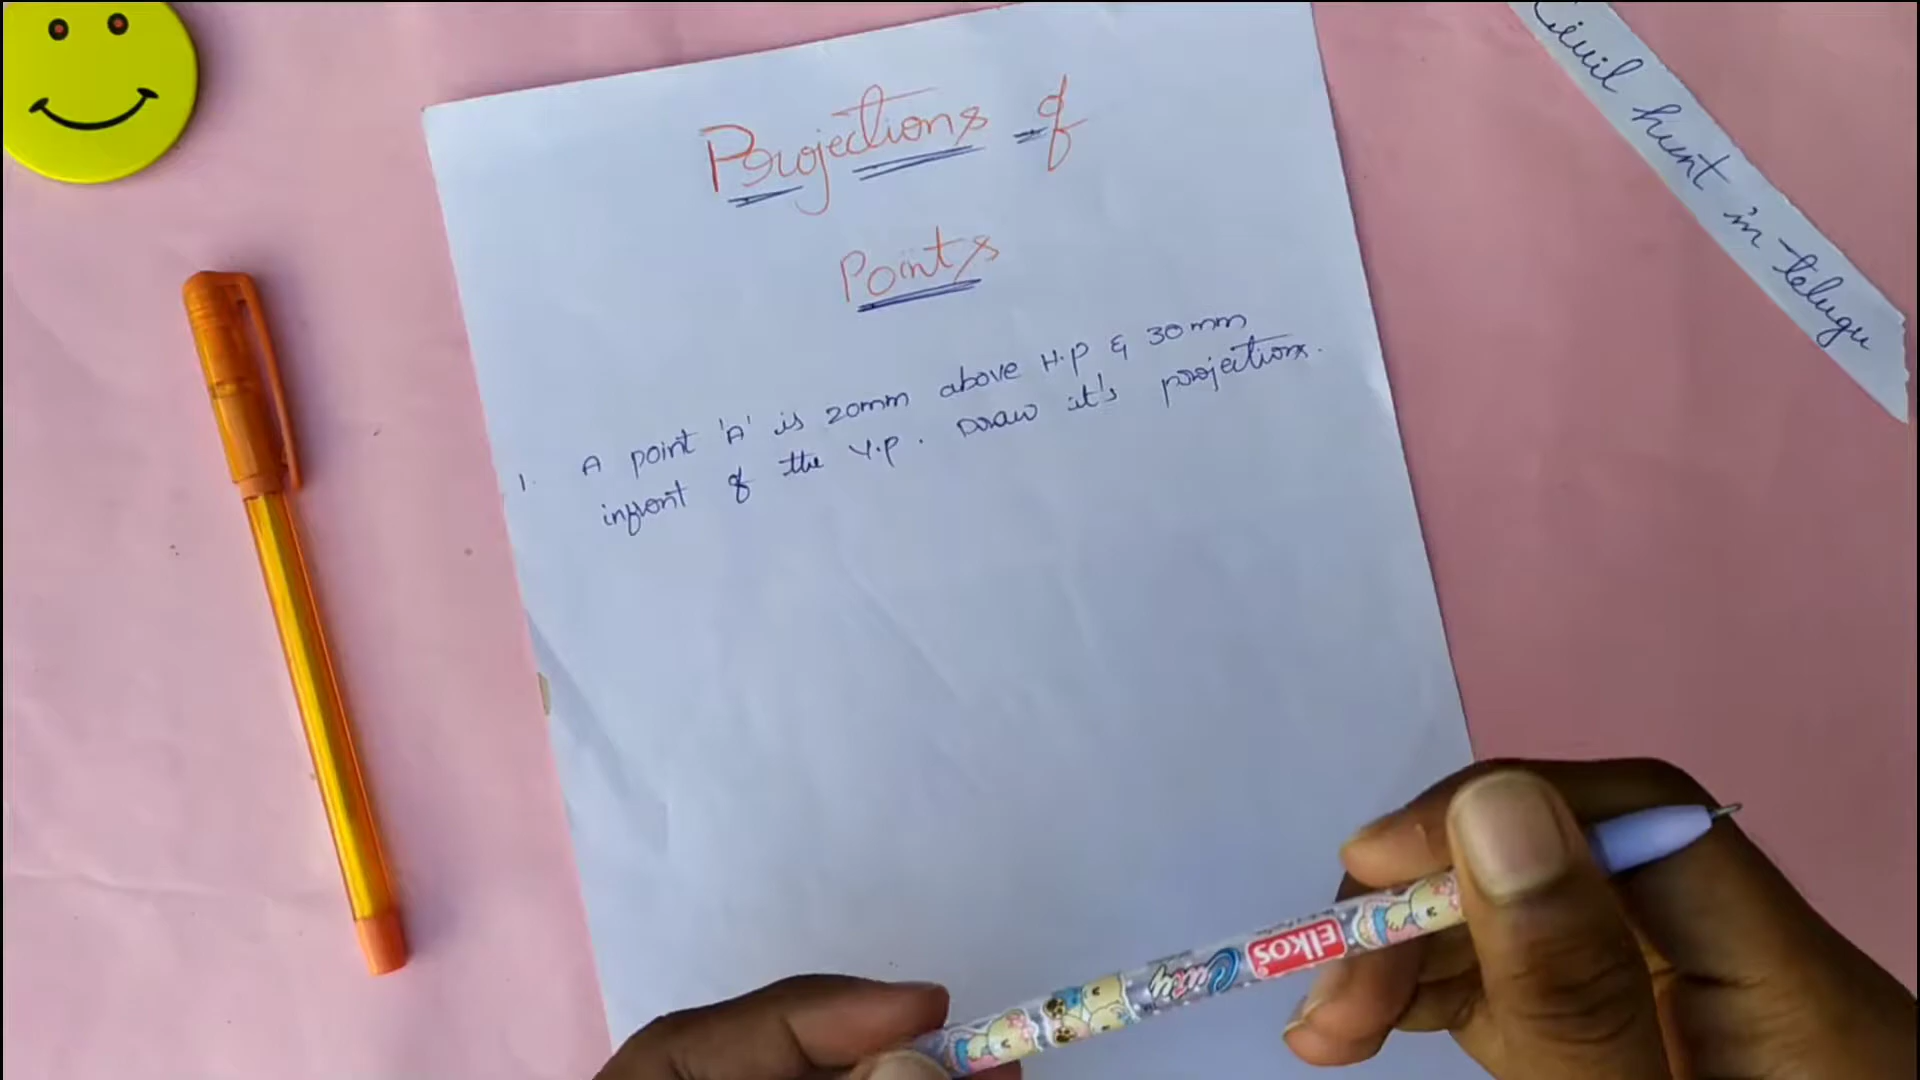 Projections of
Points
1. A point 'A' is 20mm above H.P & 30mm
infront of the V.P. Draw it's projections.
Civil hunt in telugu
Elkos
Cuty